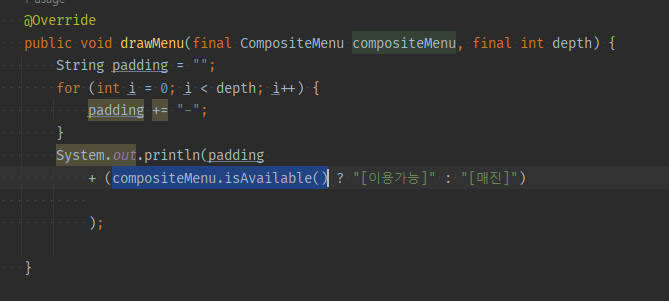 1 usage
@Override
public void drawMenu(final CompositeMenu compositeMenu, final int depth) {
String padding = "";
for (int i = 0; i < depth; i++) {
padding += "-";
}
System.out.println(padding
+ (compositeMenu.isAvailable() ? "[이용가능]" : "[매진]")
);
}